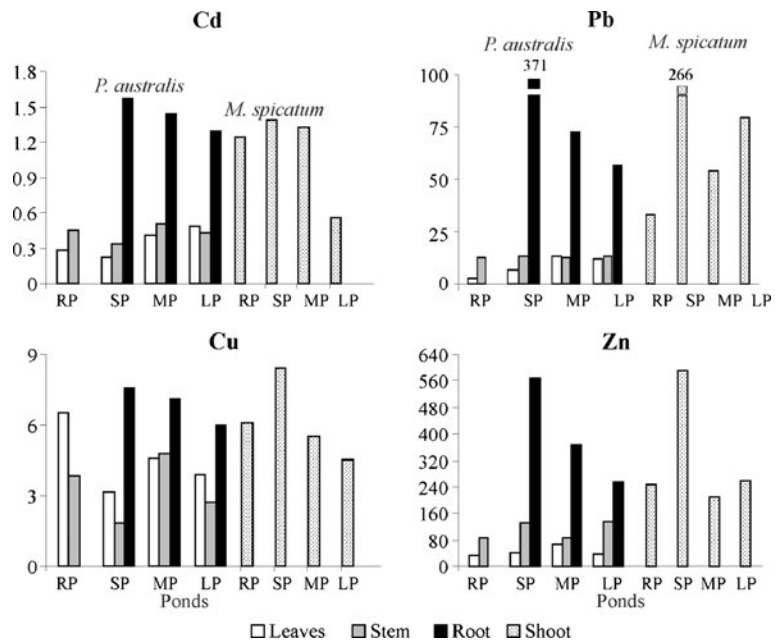 Cd
P. australis
M. spicatum
1.8
1.5
1.2
0.9
0.6
0.3
0
RP SP MP LP RP SP MP LP
Pb
P. australis M. spicatum
371 266
100
75
50
25
0
RP SP MP LP RP SP MP LP
Cu
9
6
3
0
RP SP MP LP RP SP MP LP
Ponds
Zn
640
560
480
400
320
240
160
80
0
RP SP MP LP RP SP MP LP
Ponds
Leaves Stem Root Shoot